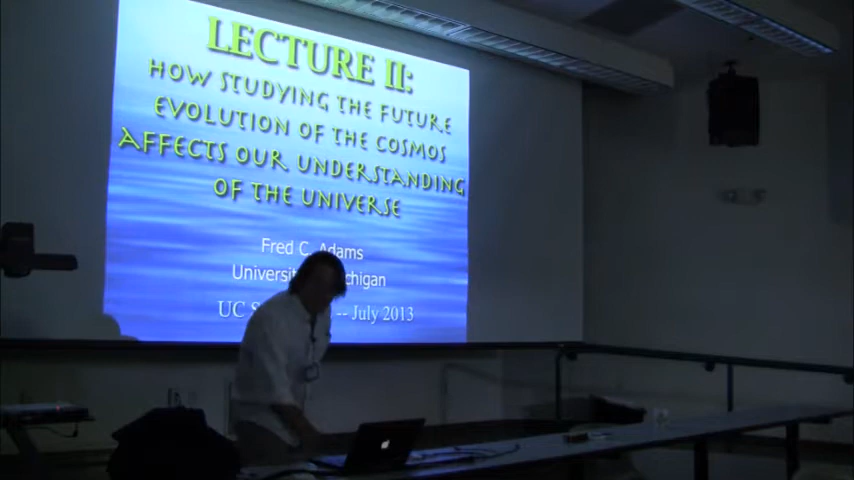 LECTURE II:
HOW STUDYING THE FUTURE
EVOLUTION OF THE COSMOS
AFFECTS OUR UNDERSTANDING
OF THE UNIVERSE
Fred C. Adams
UC -- July 2013